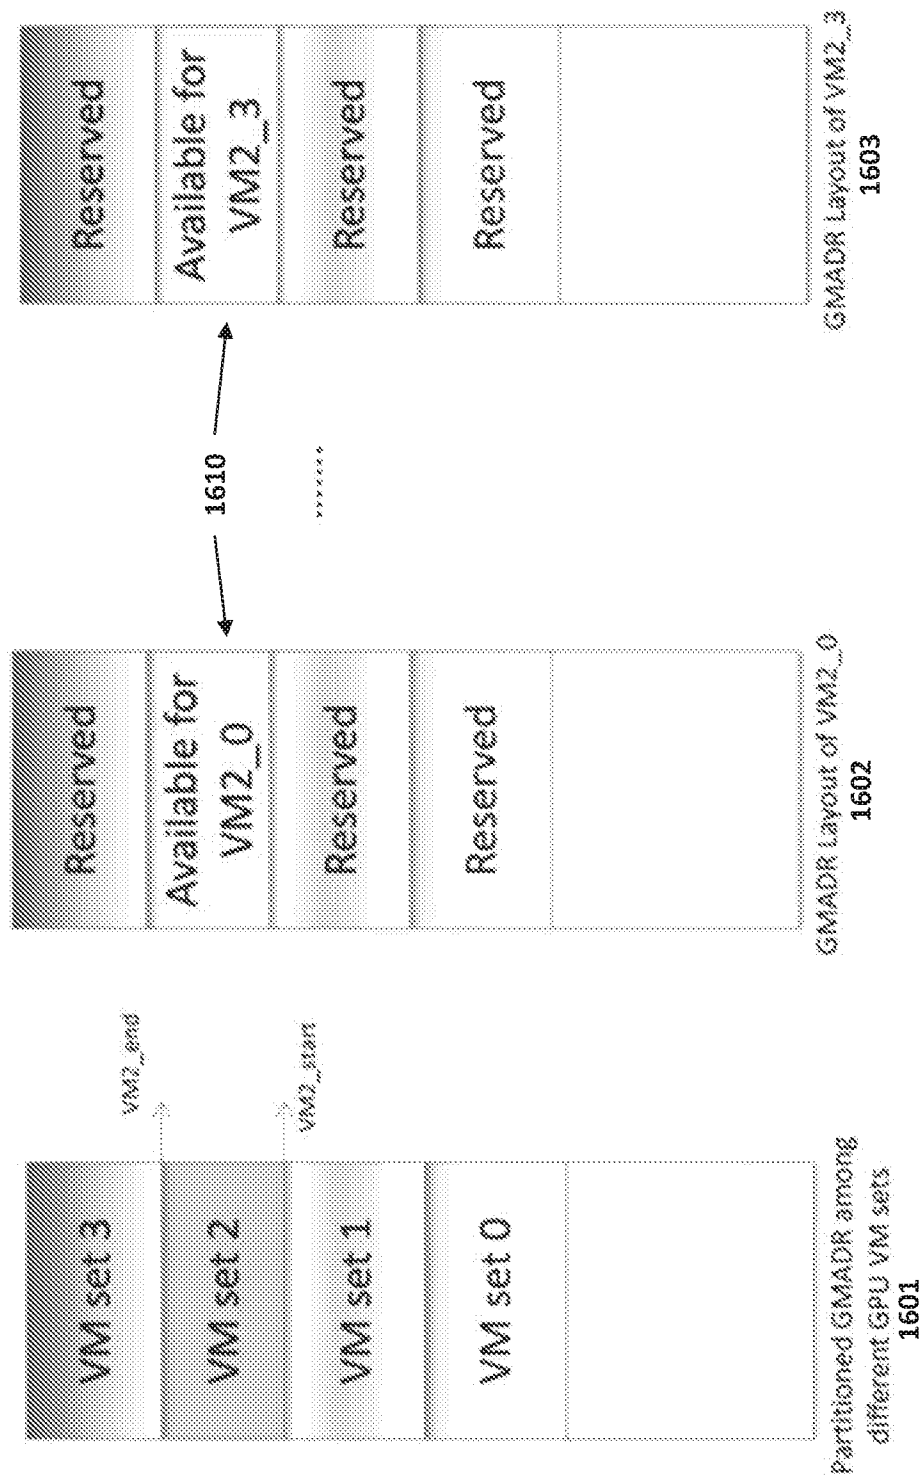 VM set 3
VM set 2
VM set 1
VM set 0
VM2_end
VM2_start
Partitioned GMADR among
different GPU VM sets
1601
Reserved
Available for
VM2_0
Reserved
Reserved
GMADR Layout of VM2_0
1602
1610
.......
Reserved
Available for
VM2_3
Reserved
Reserved
GMADR Layout of VM2_3
1603